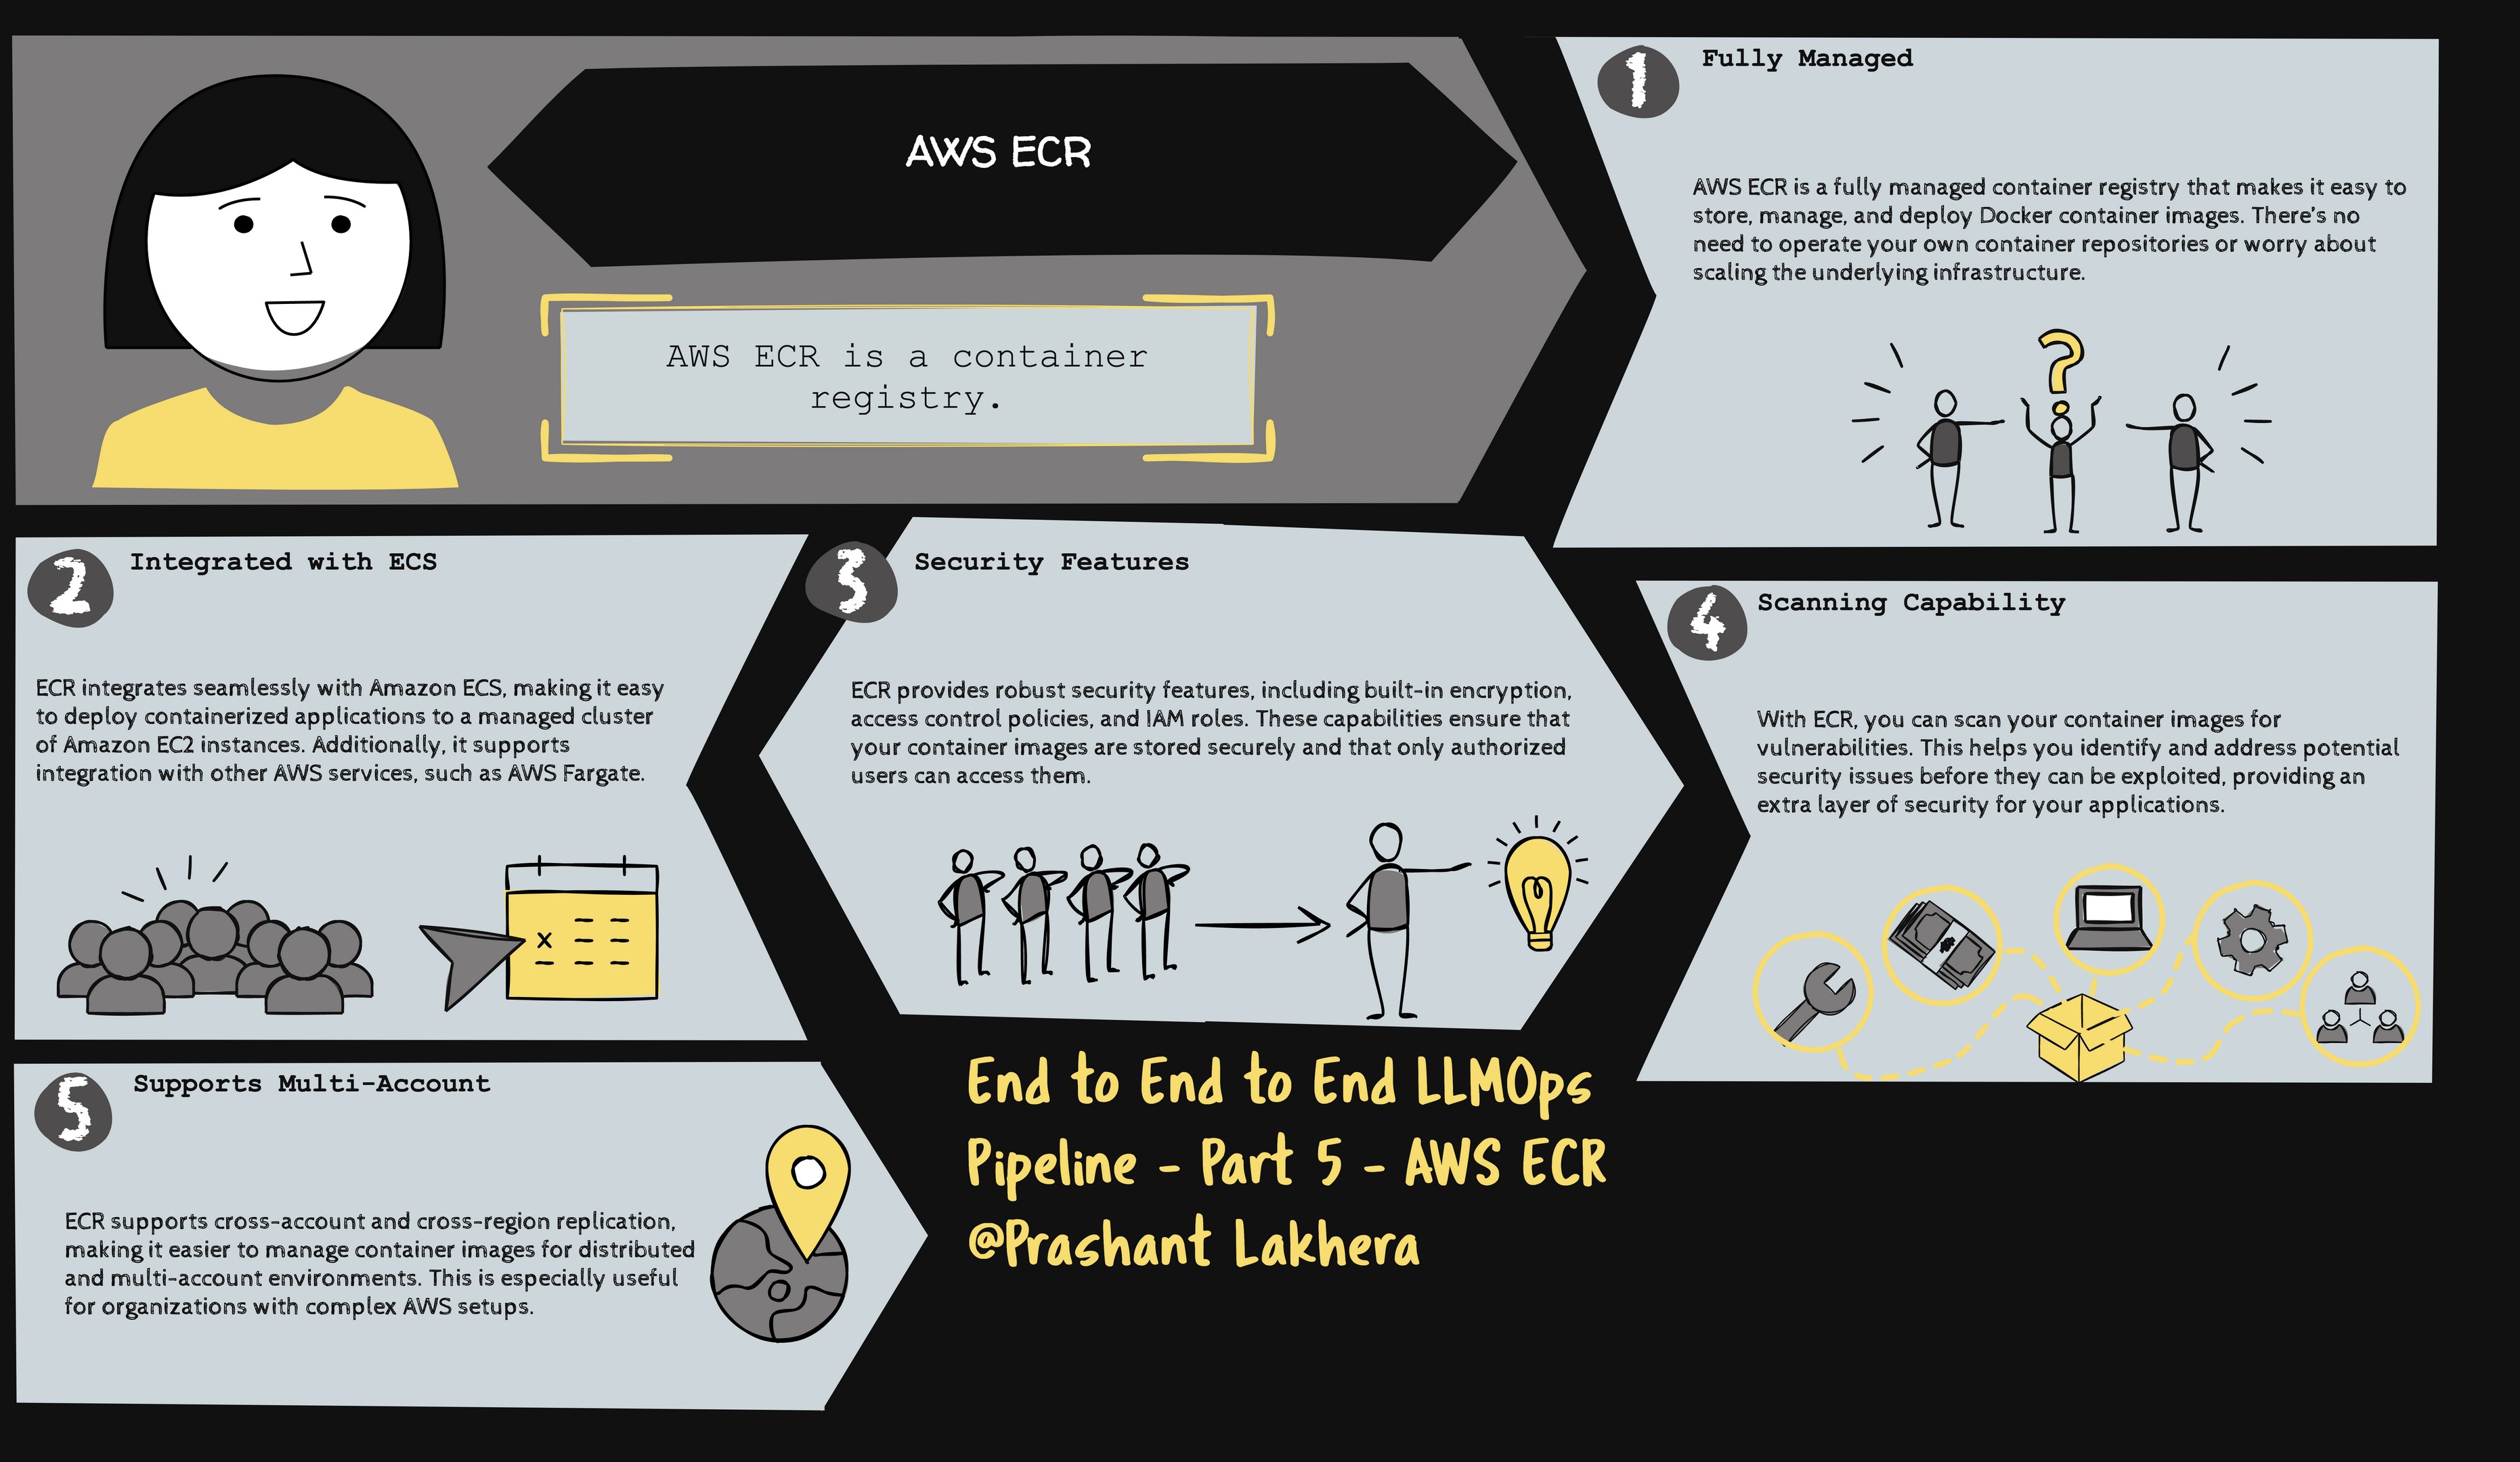 AWS ECR
AWS ECR is a container
registry.
1
Fully Managed
AWS ECR is a fully managed container registry that makes it easy to
store, manage, and deploy Docker container images. There's no
need to operate your own container repositories or worry about
scaling the underlying infrastructure.
?
2
Integrated with ECS
ECR integrates seamlessly with Amazon ECS, making it easy
to deploy containerized applications to a managed cluster
of Amazon EC2 instances. Additionally, it supports
integration with other AWS services, such as AWS Fargate.
x
3
Security Features
ECR provides robust security features, including built-in encryption,
access control policies, and IAM roles. These capabilities ensure that
your container images are stored securely and that only authorized
users can access them.
4
Scanning Capability
With ECR, you can scan your container images for
vulnerabilities. This helps you identify and address potential
security issues before they can be exploited, providing an
extra layer of security for your applications.
5
Supports Multi-Account
ECR supports cross-account and cross-region replication,
making it easier to manage container images for distributed
and multi-account environments. This is especially useful
for organizations with complex AWS setups.
End to End to End LLMOps
Pipeline - Part 5 - AWS ECR
@Prashant Lakhera